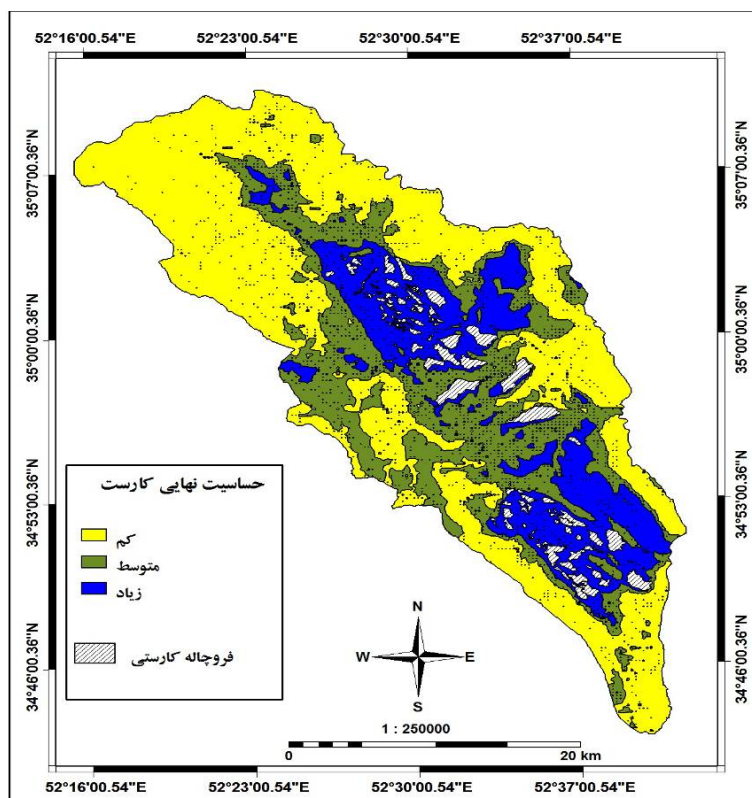 52°16'00.54"E 52°23'00.54"E 52°30'00.54"E 52°37'00.54"E
35°07'00.36"N 35°07'00.36"N
35°00'00.36"N 35°00'00.36"N
34°53'00.36"N 34°53'00.36"N
34°46'00.36"N 34°46'00.36"N
حساسیت نهایی کارست
کم
متوسط
زیاد
فروچاله کارستی
N
W E
S
1 : 250000
0 20 km
52°16'00.54"E 52°23'00.54"E 52°30'00.54"E 52°37'00.54"E